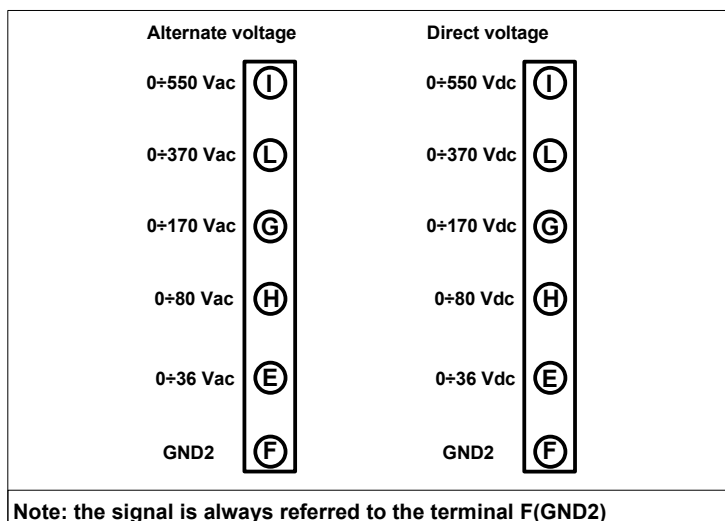 Alternate voltage Direct voltage
0÷550 Vac I 0÷550 Vdc I
0÷370 Vac L 0÷370 Vdc L
0÷170 Vac G 0÷170 Vdc G
0÷80 Vac H 0÷80 Vdc H
0÷36 Vac E 0÷36 Vdc E
GND2 F GND2 F
Note: the signal is always referred to the terminal F(GND2)